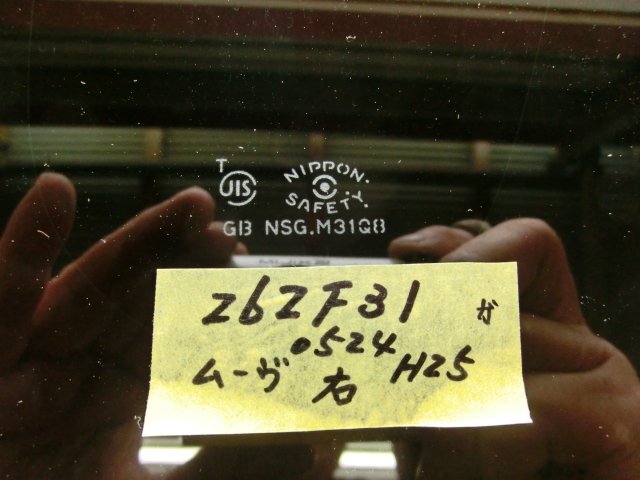 T
JIS
NIPPON.
SAFETY.
GB NSG.M31Q8
262F31 ガ
0524
ムーヴ 右 H25